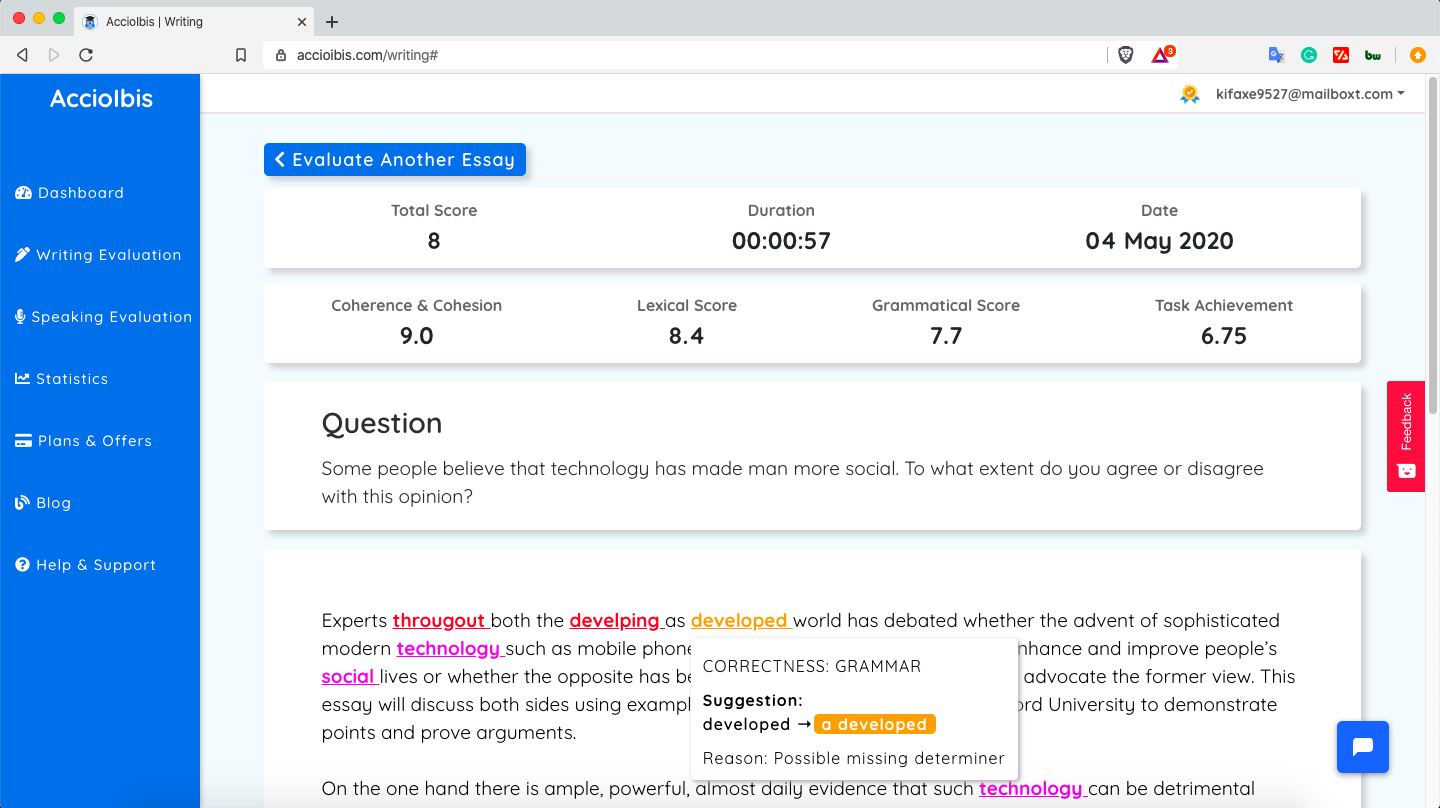 AccioIbis | Writing
accioibis.com/writing#
3
bw
AccioIbis
kifaxe9527@mailboxt.com
Dashboard
Writing Evaluation
Speaking Evaluation
Statistics
Plans & Offers
Blog
Help & Support
Evaluate Another Essay
Total Score Duration Date
8 00:00:57 04 May 2020
Coherence & Cohesion Lexical Score Grammatical Score Task Achievement
9.0 8.4 7.7 6.75
Feedback
Question
Some people believe that technology has made man more social. To what extent do you agree or disagree
with this opinion?
Experts througout both the develping as developed world has debated whether the advent of sophisticated
modern technology such as mobile phone nhance and improve people's
social lives or whether the opposite has be advocate the former view. This
essay will discuss both sides using exampl ord University to demonstrate
points and prove arguments.
CORRECTNESS: GRAMMAR
Suggestion:
developed → a developed
Reason: Possible missing determiner
On the one hand there is ample, powerful, almost daily evidence that such technology can be detrimental